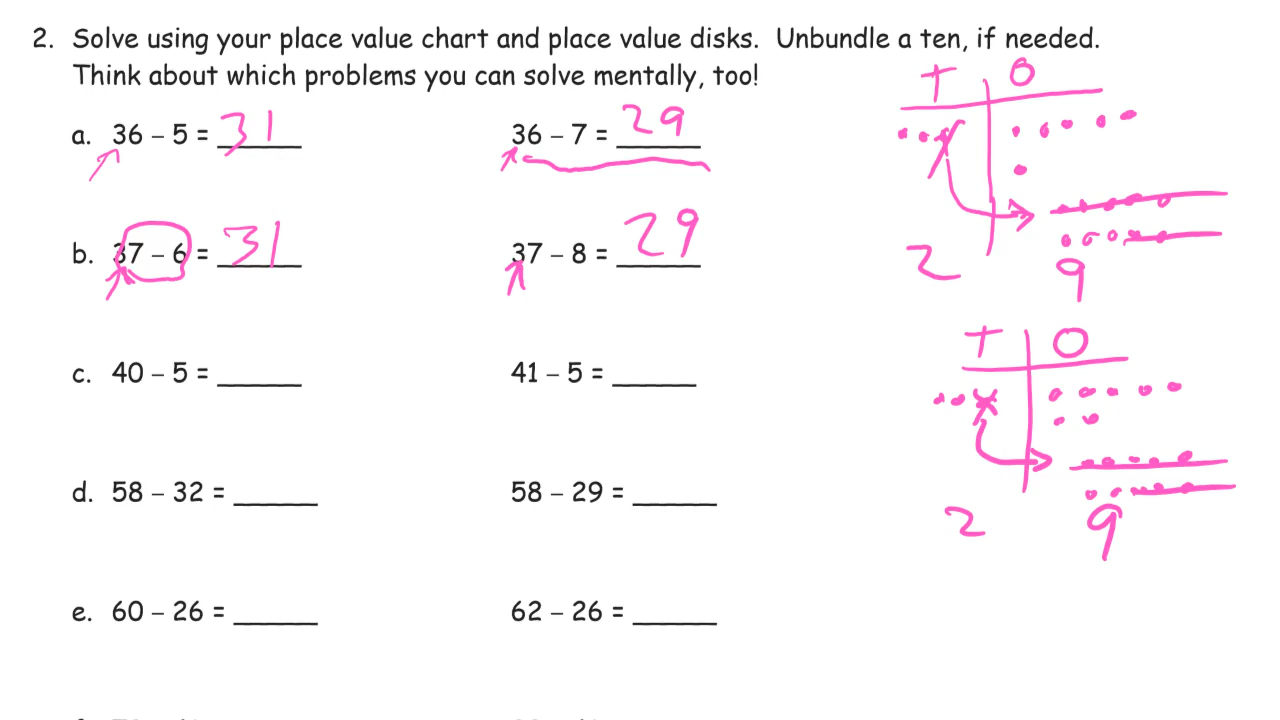 2. Solve using your place value chart and place value disks. Unbundle a ten, if needed.
Think about which problems you can solve mentally, too!
T O
a. 36 – 5 = 31 36 – 7 = 29
b. 37 – 6 = 31 37 – 8 = 29
2 9
T O
c. 40 – 5 = ______ 41 – 5 = ______
d. 58 – 32 = ______ 58 – 29 = ______
2 9
e. 60 – 26 = ______ 62 – 26 = ______